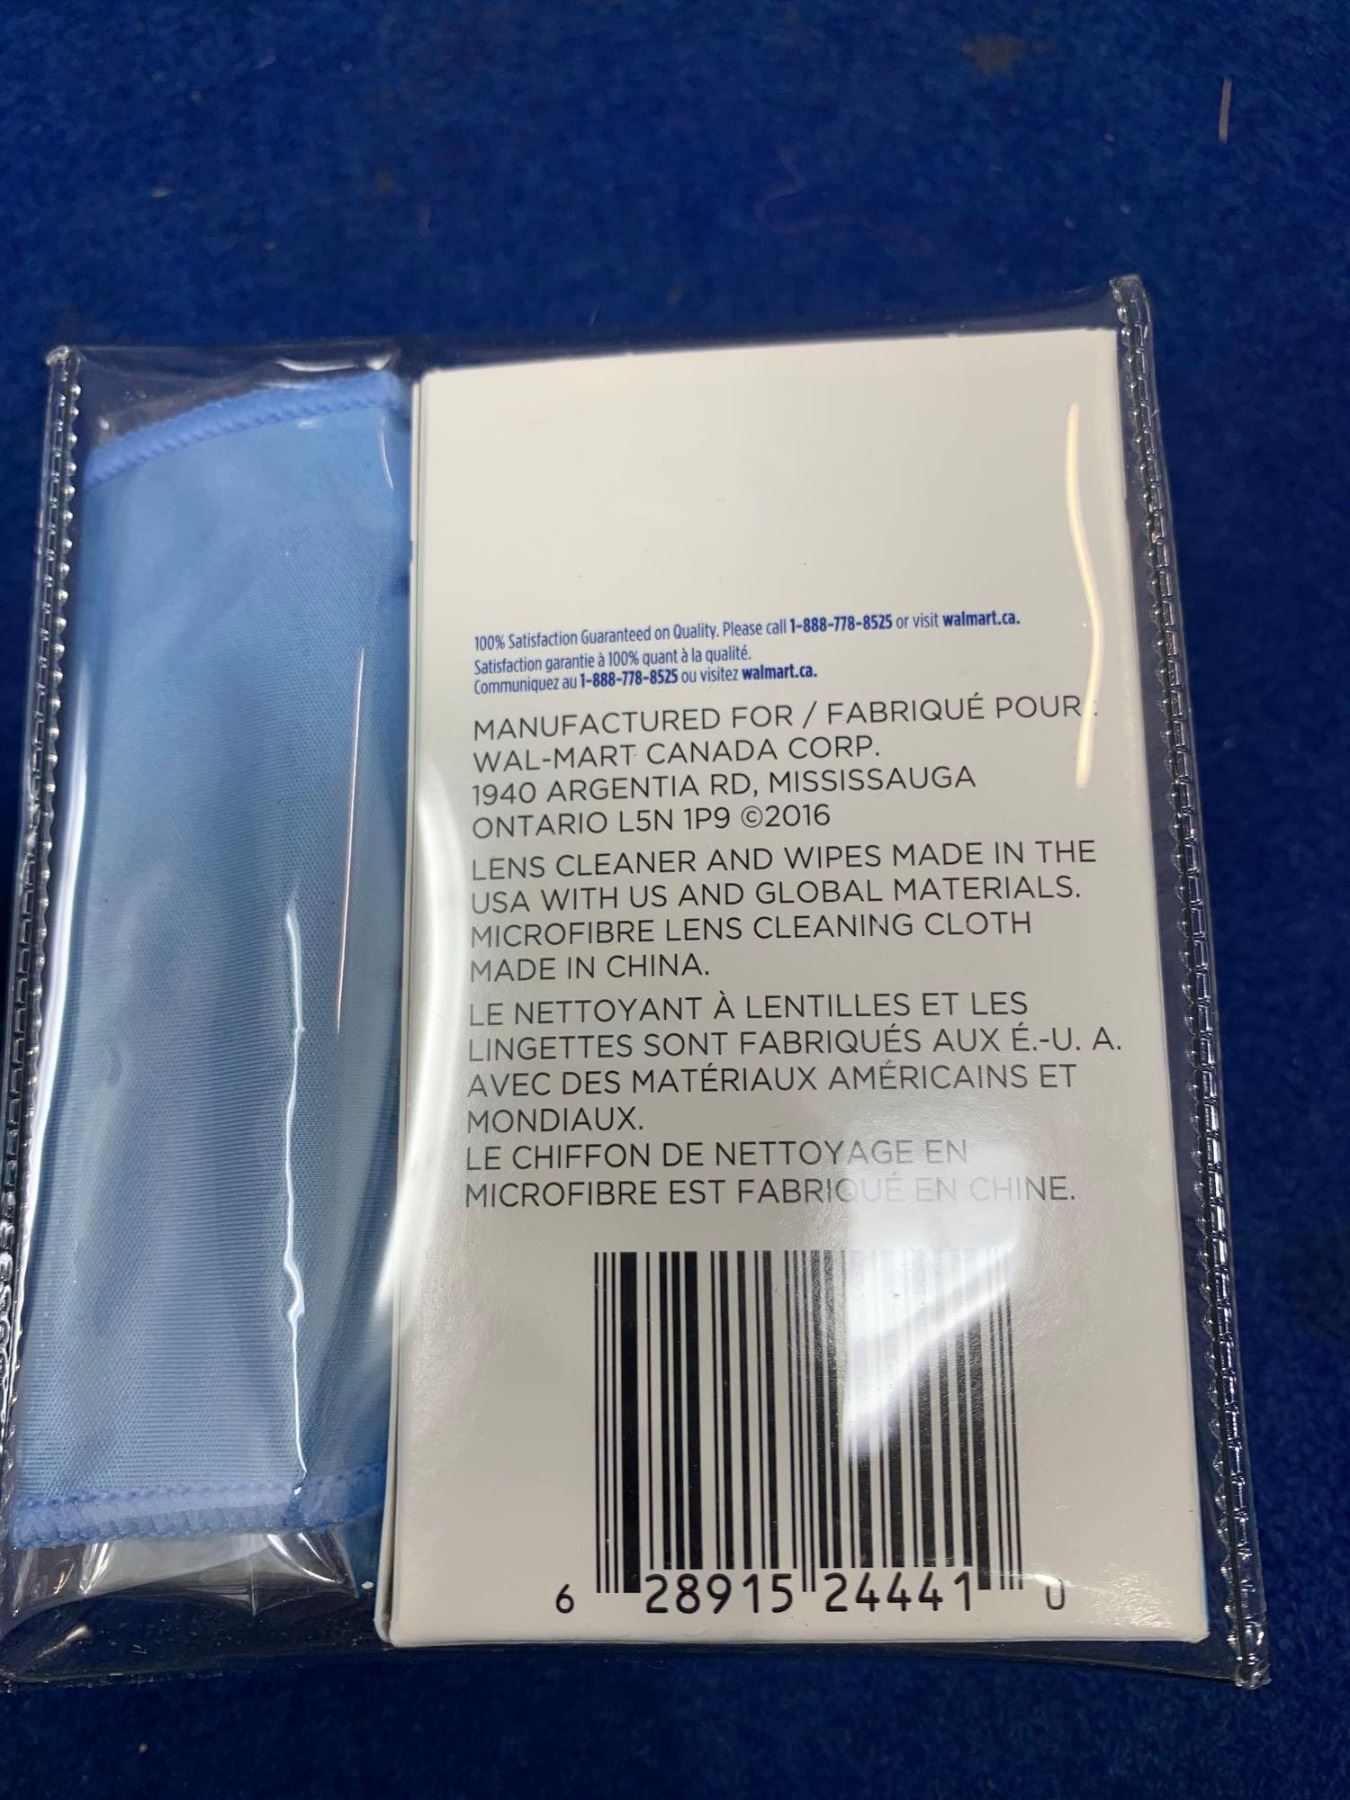 100% Satisfaction Guaranteed on Quality. Please call 1-888-778-8525 or visit walmart.ca.
Satisfaction garantie à 100% quant à la qualité.
Communiquez au 1-888-778-8525 ou visitez walmart.ca.
MANUFACTURED FOR / FABRIQUÉ POUR :
WAL-MART CANADA CORP.
1940 ARGENTIA RD, MISSISSAUGA
ONTARIO L5N 1P9 ©2016
LENS CLEANER AND WIPES MADE IN THE
USA WITH US AND GLOBAL MATERIALS.
MICROFIBRE LENS CLEANING CLOTH
MADE IN CHINA.
LE NETTOYANT À LENTILLES ET LES
LINGETTES SONT FABRIQUÉS AUX É.-U. A.
AVEC DES MATÉRIAUX AMÉRICAINS ET
MONDIAUX.
LE CHIFFON DE NETTOYAGE EN
MICROFIBRE EST FABRIQUÉ EN CHINE.
6 28915 24441 0